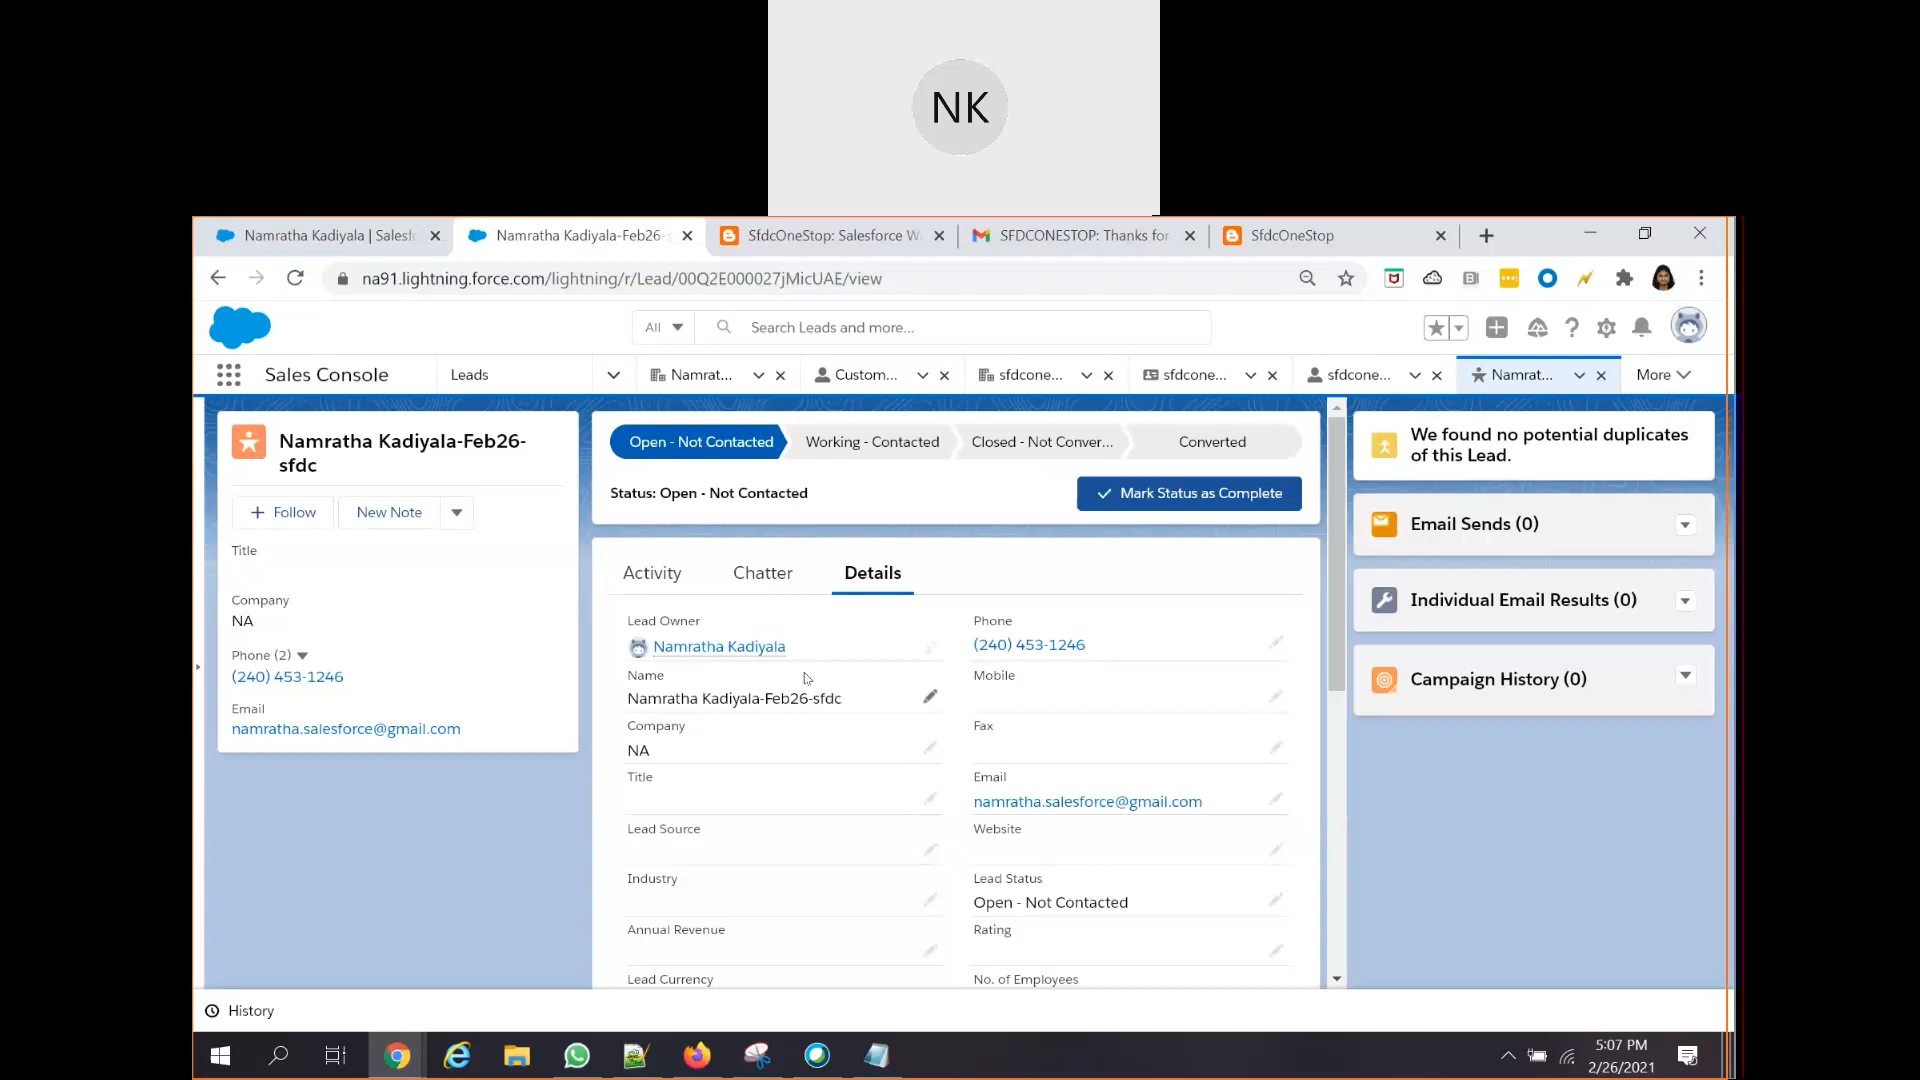 NK
Namratha Kadiyala | Salesf
Namratha Kadiyala-Feb26-s
SfdcOneStop: Salesforce W
SFDCONESTOP: Thanks for
SfdcOneStop
na91.lightning.force.com/lightning/r/Lead/00Q2E000027jMicUAE/view
All
Search Leads and more...
Sales Console
Leads
Namrat...
Custom...
sfdcone...
sfdcone...
sfdcone...
Namrat...
More
Namratha Kadiyala-Feb26-
sfdc
Follow
New Note
Title
Company
NA
Phone (2)
(240) 453-1246
Email
namratha.salesforce@gmail.com
Open - Not Contacted
Working - Contacted
Closed - Not Conver...
Converted
Status: Open - Not Contacted
Mark Status as Complete
Activity
Chatter
Details
Lead Owner
Namratha Kadiyala
Phone
(240) 453-1246
Name
Namratha Kadiyala-Feb26-sfdc
Mobile
Company
NA
Fax
Title
Email
namratha.salesforce@gmail.com
Lead Source
Website
Industry
Lead Status
Open - Not Contacted
Annual Revenue
Rating
Lead Currency
No. of Employees
We found no potential duplicates
of this Lead.
Email Sends (0)
Individual Email Results (0)
Campaign History (0)
History
5:07 PM
2/26/2021